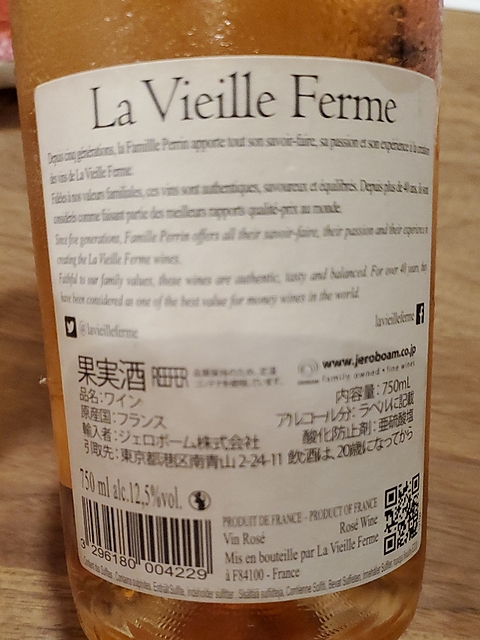 La Vieille Ferme
Depuis cinq générations, la Famille Perrin apporte tout son savoir-faire, sa passion et son expérience à la création
des vins de La Vieille Ferme.
Fidèles à nos valeurs familiales, ces vins sont authentiques, savoureux et équilibrés. Depuis plus de 40 ans, ils sont
considérés comme faisant partie des meilleurs rapports qualité-prix au monde.
Since five generations, Famille Perrin offers all their savoir-faire, their passion and their experience in
creating the La Vieille Ferme wines.
Faithful to our family values, these wines are authentic, tasty and balanced. For over 40 years, they
have been considered as one of the best value for money wines in the world.
@lavieilleferme
lavieilleferme
果実酒 REEFER
www.jeroboam.co.jp
family owned • fine wines
品名:ワイン
内容量:750mL
原産国:フランス
アルコール分:ラベルに記載
輸入者:ジェロボーム株式会社
酸化防止剤:亜硫酸塩
引取先:東京都港区南青山2-24-11
飲酒は、20歳になってから
750 ml alc.12,5%vol.
PRODUIT DE FRANCE - PRODUCT OF FRANCE
Vin Rosé
Rosé Wine
Mis en bouteille par La Vieille Ferme
à F84100 - France
3 296180 004229